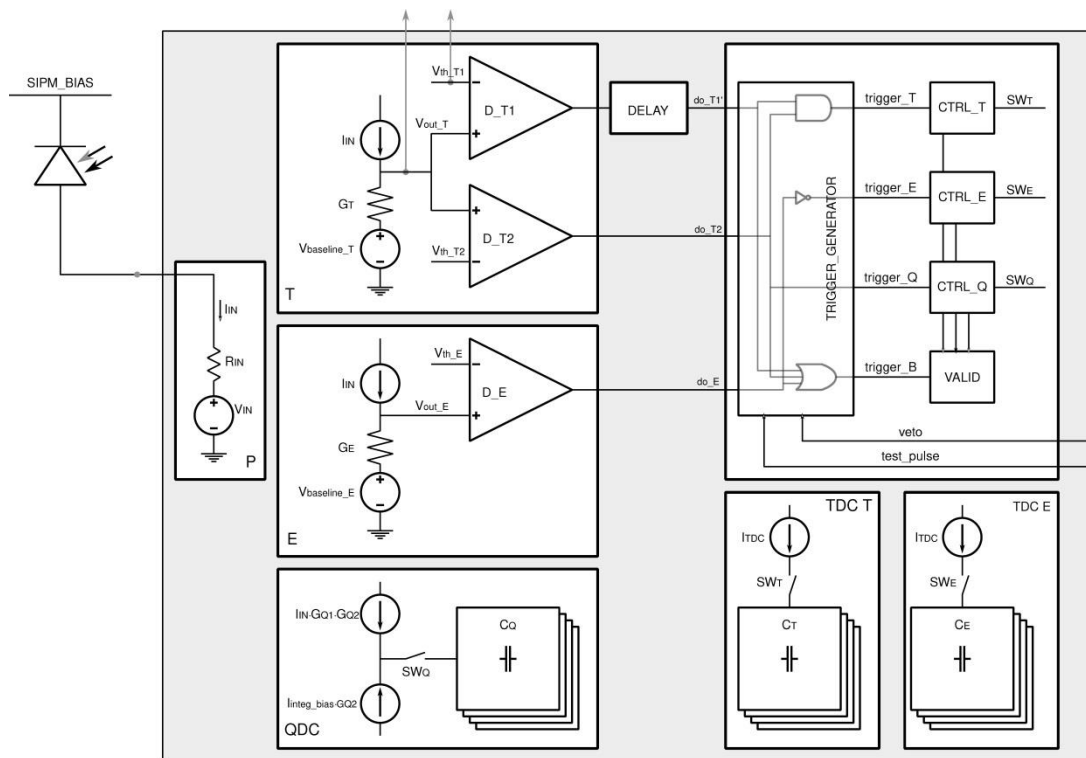 SIPM_BIAS
IIN
RIN
VIN
P
Vth_T1
D_T1
Vout_T
IIN
GT
Vbaseline_T
Vth_T2
D_T2
T
DELAY
do_T1'
do_T2
Vth_E
D_E
IIN
Vout_E
GE
Vbaseline_E
E
do_E
IIN·GQ1·GQ2
SWQ
CQ
Iinteg_bias·GQ2
QDC
TRIGGER_GENERATOR
trigger_T
CTRL_T
SWT
trigger_E
CTRL_E
SWE
trigger_Q
CTRL_Q
SWQ
trigger_B
VALID
veto
test_pulse
TDC T
ITDC
SWT
CT
TDC E
ITDC
SWE
CE